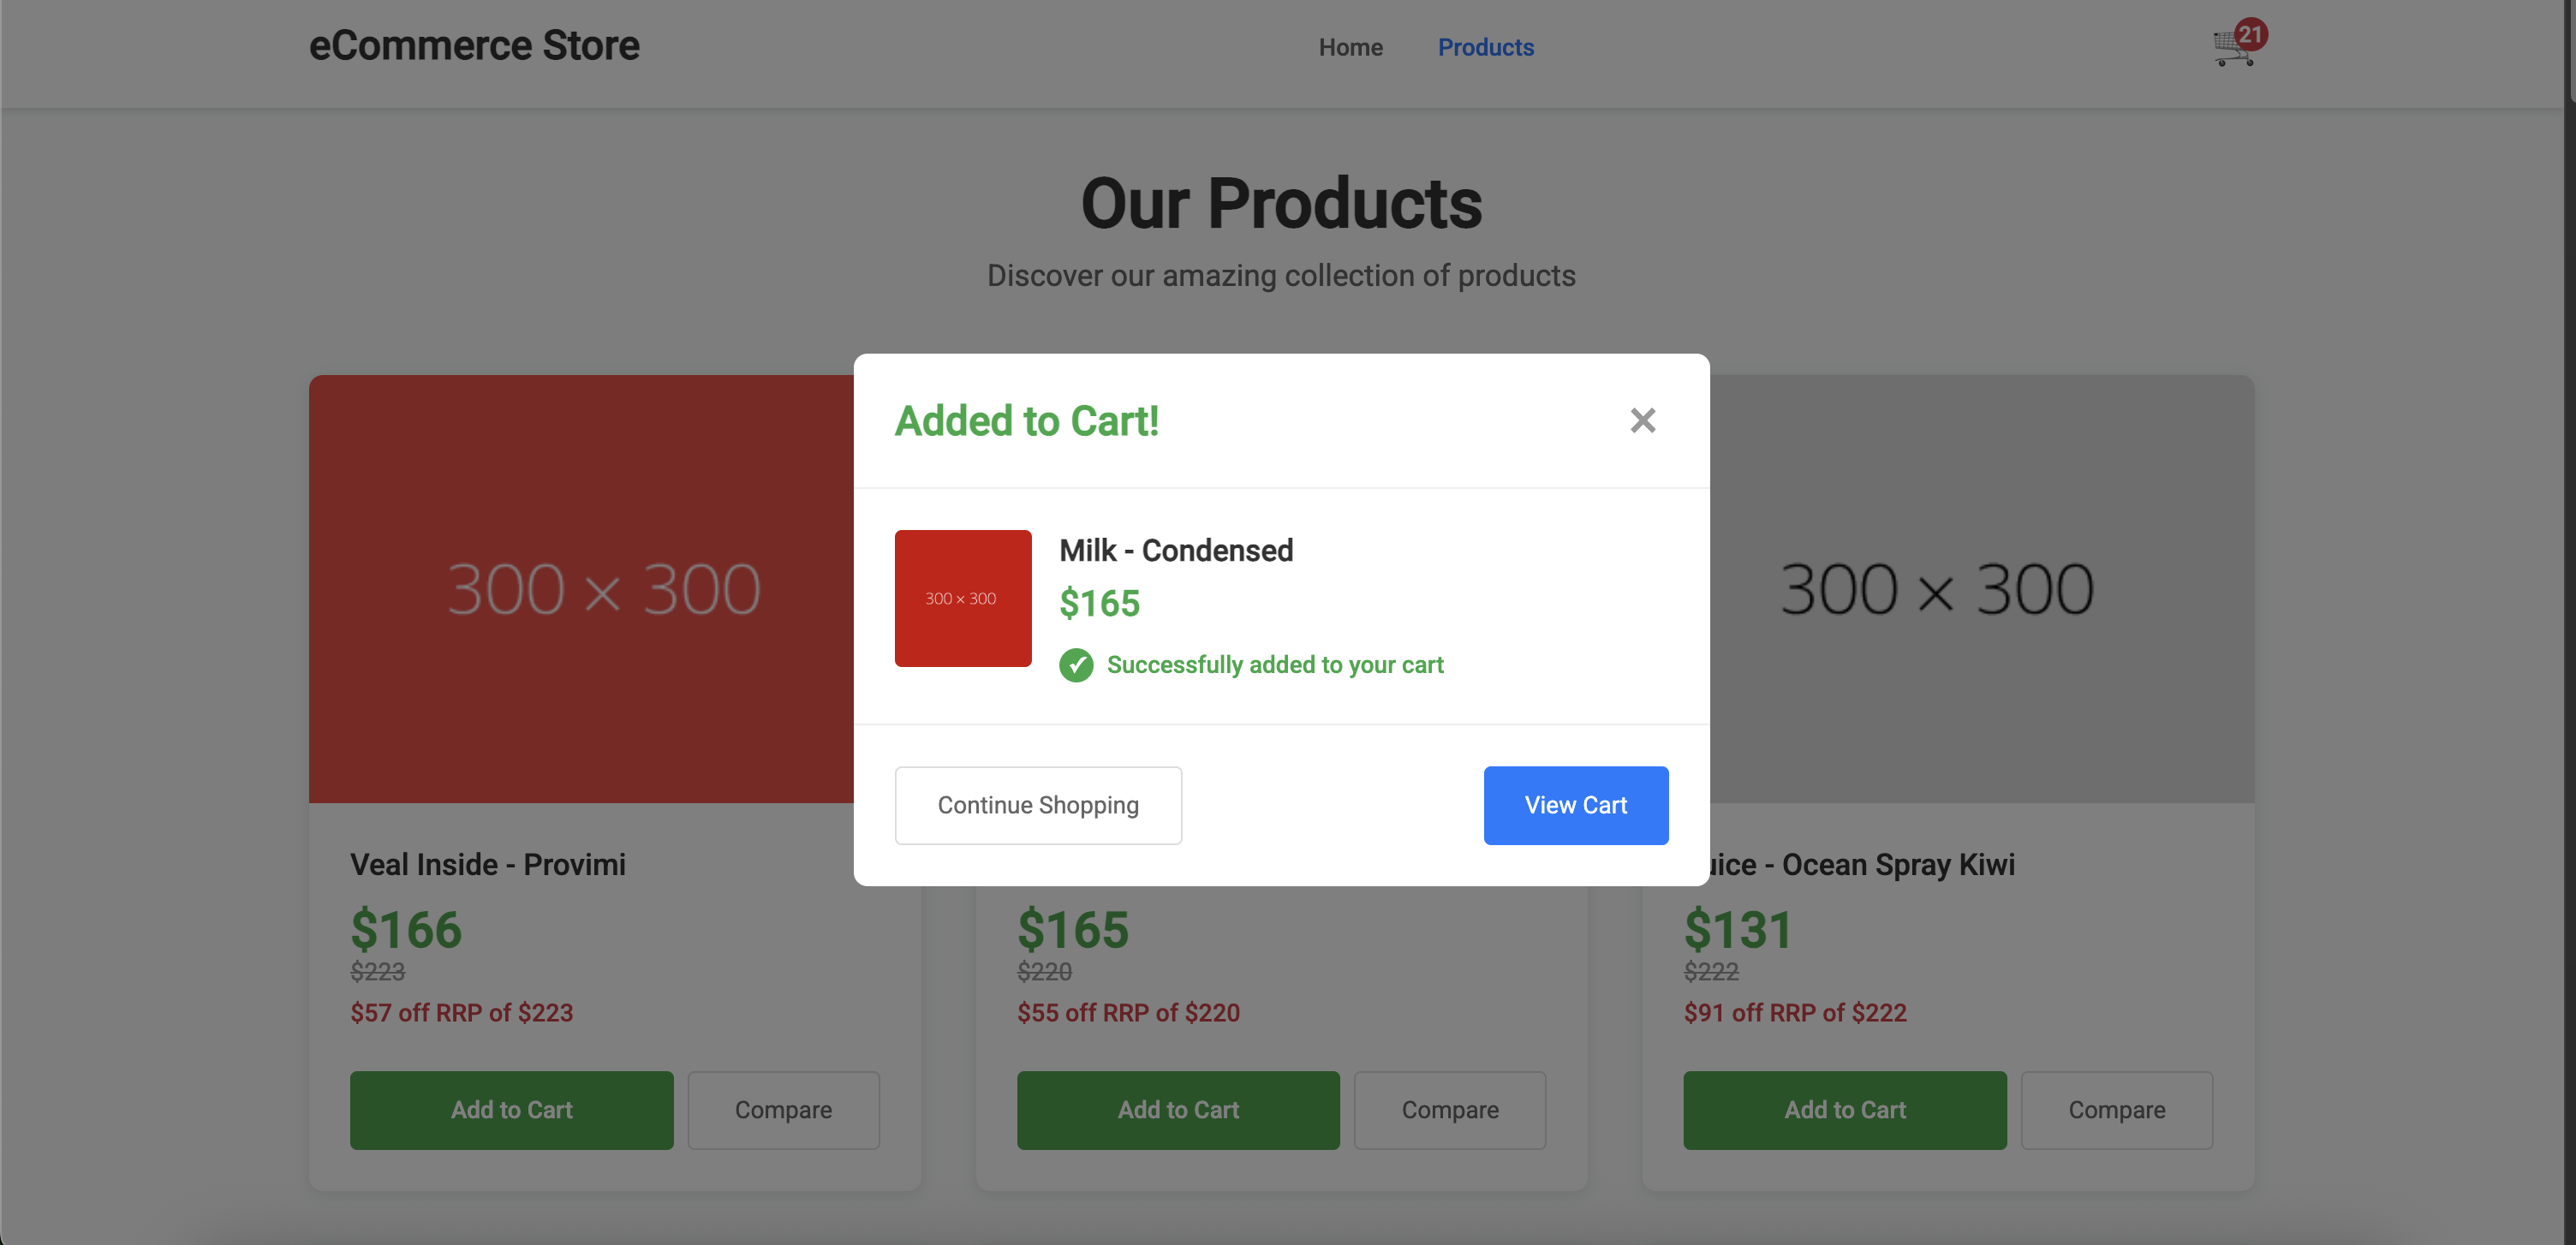 eCommerce Store
Home
Products
21
Our Products
Discover our amazing collection of products
Added to Cart!
300 × 300
Milk - Condensed
$165
Successfully added to your cart
Continue Shopping
View Cart
300 × 300
Veal Inside - Provimi
$166
$223
$57 off RRP of $223
Add to Cart
Compare
$165
$220
$55 off RRP of $220
Add to Cart
Compare
300 × 300
uice - Ocean Spray Kiwi
$131
$222
$91 off RRP of $222
Add to Cart
Compare